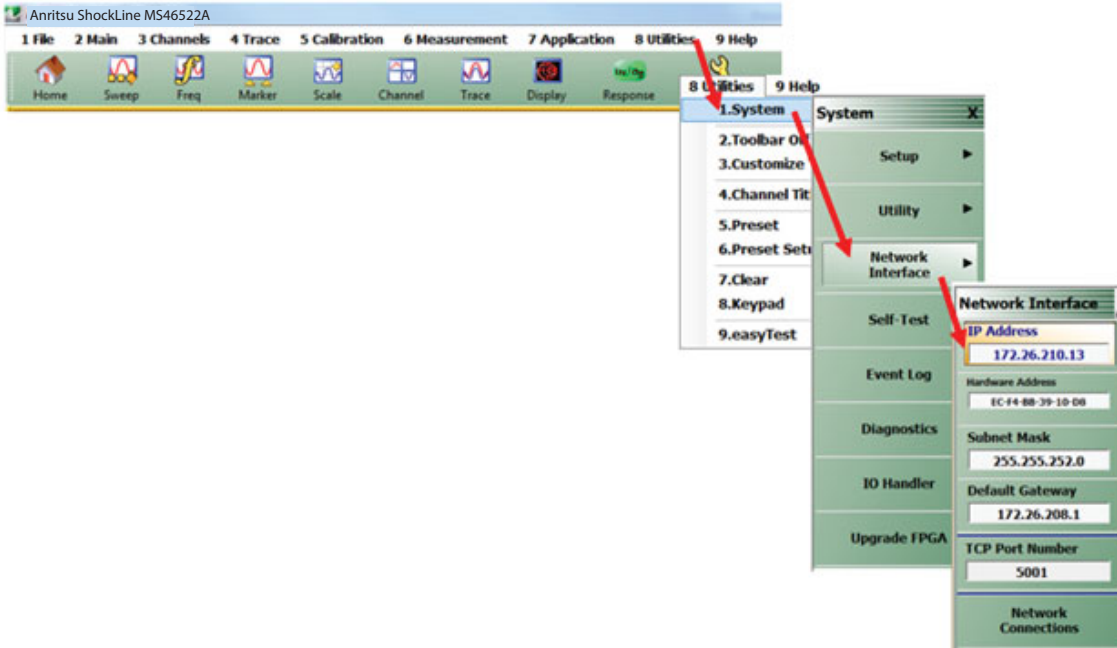 Anritsu ShockLine MS46522A
1 File 2 Main 3 Channels 4 Trace 5 Calibration 6 Measurement 7 Application 8 Utilities 9 Help
Home Sweep Freq Marker Scale Channel Trace Display Response
8 Utilities 9 Help
1.System
2.Toolbar
3.Customize
4.Channel Tit
5.Preset
6.Preset Setu
7.Clear
8.Keypad
9.easyTest
System X
Setup
Utility
Network
Interface
Self-Test
Event Log
Diagnostics
IO Handler
Upgrade FPGA
Network Interface
IP Address
172.26.210.13
Hardware Address
EC-F4-BB-39-10-D8
Subnet Mask
255.255.252.0
Default Gateway
172.26.208.1
TCP Port Number
5001
Network
Connections